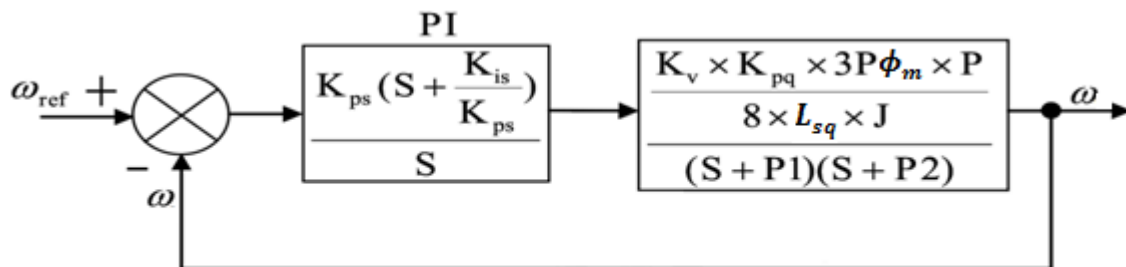 PI
ω_ref +
K_ps (S + K_is / K_ps)
S
K_v × K_pq × 3Pϕ_m × P
8 × L_sq × J
(S + P1)(S + P2)
ω
−
ω